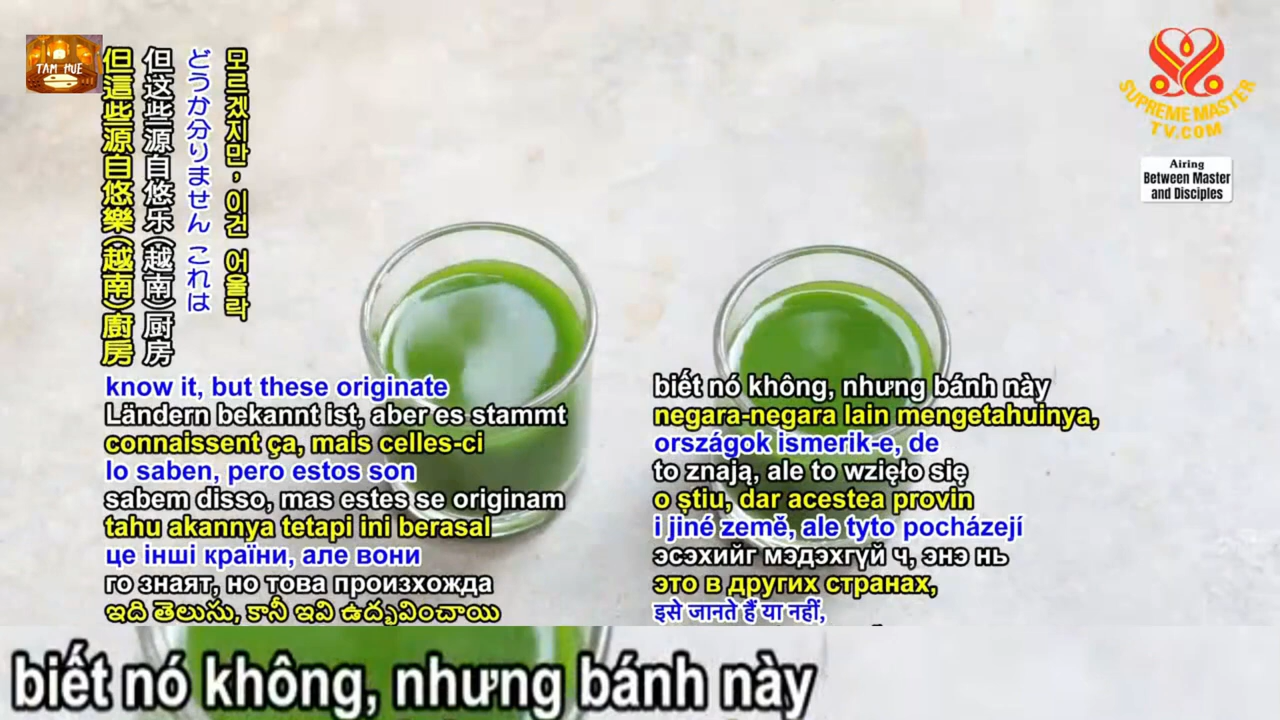 TAM HUE
但這些源自悠樂(越南)廚房
但这些源自悠乐(越南)厨房
どうか分りません これは
모르겠지만, 이건 어울락
SUPREME MASTER
TV.COM
Airing
Between Master
and Disciples
know it, but these originate
Ländern bekannt ist, aber es stammt
connaissent ça, mais celles-ci
lo saben, pero estos son
sabem disso, mas estes se originam
tahu akannya tetapi ini berasal
це інші країни, але вони
го знаят, но това произхожда
ఇది తెలుసు, కానీ ఇవి ఉద్భవించాయి
biết nó không, nhưng bánh này
negara-negara lain mengetahuinya,
országok ismerik-e, de
to znają, ale to wzięło się
o știu, dar acestea provin
i jiné země, ale tyto pocházejí
эсэхийг мэдэхгүй ч, энэ нь
это в других странах,
इसे जानते हैं या नहीं,
biết nó không, nhưng bánh này